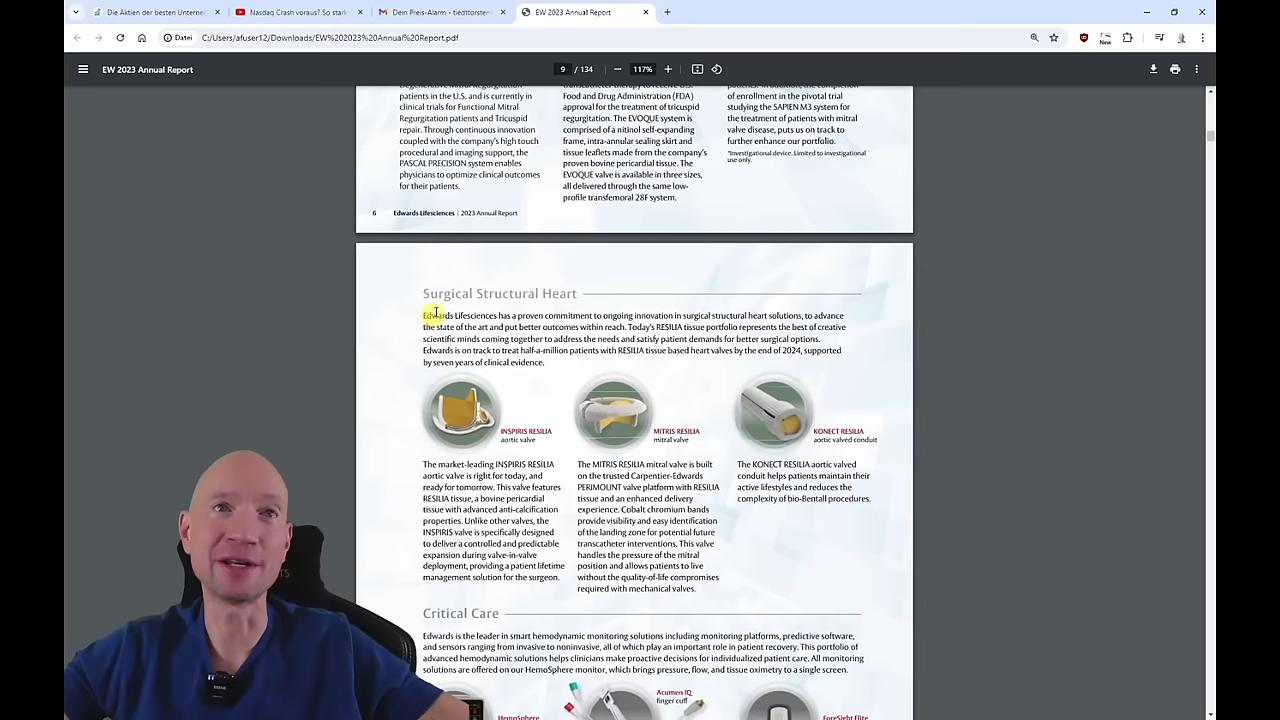 Die Aktien der besten Unterne
Nasdaq Crash voraus? So stark
Dein Preis-Alarm - tiedttorsten
EW 2023 Annual Report
Datei
C:/Users/afuser12/Downloads/EW%202023%20Annual%20Report.pdf
New
EW 2023 Annual Report
9 / 134
117%
patients in the U.S. and is currently in
clinical trials for Functional Mitral
Regurgitation patients and Tricuspid
repair. Through continuous innovation
coupled with the company's high touch
procedural and imaging support, the
PASCAL PRECISION system enables
physicians to optimize clinical outcomes
for their patients.
Food and Drug Administration (FDA)
approval for the treatment of tricuspid
regurgitation. The EVOQUE system is
comprised of a nitinol self-expanding
frame, intra-annular sealing skirt and
tissue leaflets made from the company's
proven bovine pericardial tissue. The
EVOQUE valve is available in three sizes,
all delivered through the same low-
profile transfemoral 28F system.
of enrollment in the pivotal trial
studying the SAPIEN M3 system for
the treatment of patients with mitral
valve disease, puts us on track to
further enhance our portfolio.
*Investigational device. Limited to investigational
use only.
6 Edwards Lifesciences | 2023 Annual Report
Surgical Structural Heart
Edwards Lifesciences has a proven commitment to ongoing innovation in surgical structural heart solutions, to advance
the state of the art and put better outcomes within reach. Today's RESILIA tissue portfolio represents the best of creative
scientific minds coming together to address the needs and satisfy patient demands for better surgical options.
Edwards is on track to treat half-a-million patients with RESILIA tissue based heart valves by the end of 2024, supported
by seven years of clinical evidence.
INSPIRIS RESILIA
aortic valve
MITRIS RESILIA
mitral valve
KONECT RESILIA
aortic valved conduit
The market-leading INSPIRIS RESILIA
aortic valve is right for today, and
ready for tomorrow. This valve features
RESILIA tissue, a bovine pericardial
tissue with advanced anti-calcification
properties. Unlike other valves, the
INSPIRIS valve is specifically designed
to deliver a controlled and predictable
expansion during valve-in-valve
deployment, providing a patient lifetime
management solution for the surgeon.
The MITRIS RESILIA mitral valve is built
on the trusted Carpentier-Edwards
PERIMOUNT valve platform with RESILIA
tissue and an enhanced delivery
experience. Cobalt chromium bands
provide visibility and easy identification
of the landing zone for potential future
transcatheter interventions. This valve
handles the pressure of the mitral
position and allows patients to live
without the quality-of-life compromises
required with mechanical valves.
The KONECT RESILIA aortic valved
conduit helps patients maintain their
active lifestyles and reduces the
complexity of bio-Bentall procedures.
Critical Care
Edwards is the leader in smart hemodynamic monitoring solutions including monitoring platforms, predictive software,
and sensors ranging from invasive to noninvasive, all of which play an important role in patient recovery. This portfolio of
advanced hemodynamic solutions helps clinicians make proactive decisions for individualized patient care. All monitoring
solutions are offered on our HemoSphere monitor, which brings pressure, flow, and tissue oximetry to a single screen.
HemoSphere
Acumen IQ
finger cuff
ForeSight Elite